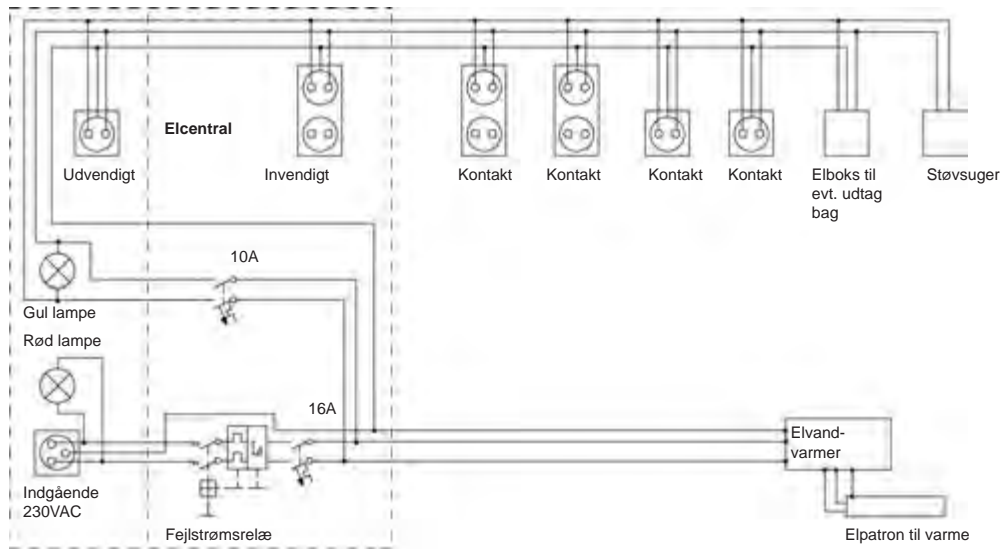 Elcentral
Udvendigt
Invendigt
Kontakt
Kontakt
Kontakt
Kontakt
Elboks til
evt. udtag
bag
Støvsuger
10A
Gul lampe
Rød lampe
16A
Indgående
230VAC
Fejlstrømsrelæ
Elvand-
varmer
Elpatron til varme